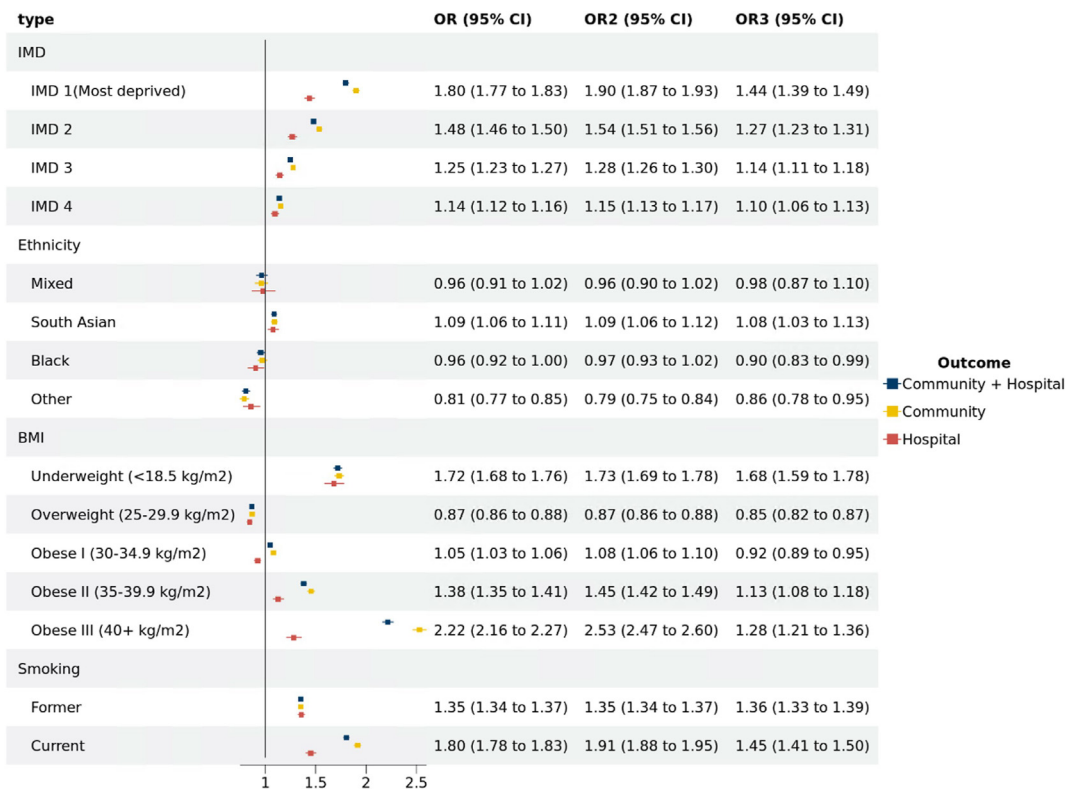 type OR (95% CI) OR2 (95% CI) OR3 (95% CI)
IMD
IMD 1(Most deprived) 1.80 (1.77 to 1.83) 1.90 (1.87 to 1.93) 1.44 (1.39 to 1.49)
IMD 2 1.48 (1.46 to 1.50) 1.54 (1.51 to 1.56) 1.27 (1.23 to 1.31)
IMD 3 1.25 (1.23 to 1.27) 1.28 (1.26 to 1.30) 1.14 (1.11 to 1.18)
IMD 4 1.14 (1.12 to 1.16) 1.15 (1.13 to 1.17) 1.10 (1.06 to 1.13)
Ethnicity
Mixed 0.96 (0.91 to 1.02) 0.96 (0.90 to 1.02) 0.98 (0.87 to 1.10)
South Asian 1.09 (1.06 to 1.11) 1.09 (1.06 to 1.12) 1.08 (1.03 to 1.13)
Black 0.96 (0.92 to 1.00) 0.97 (0.93 to 1.02) 0.90 (0.83 to 0.99)
Other 0.81 (0.77 to 0.85) 0.79 (0.75 to 0.84) 0.86 (0.78 to 0.95)
BMI
Underweight (<18.5 kg/m2) 1.72 (1.68 to 1.76) 1.73 (1.69 to 1.78) 1.68 (1.59 to 1.78)
Overweight (25-29.9 kg/m2) 0.87 (0.86 to 0.88) 0.87 (0.86 to 0.88) 0.85 (0.82 to 0.87)
Obese I (30-34.9 kg/m2) 1.05 (1.03 to 1.06) 1.08 (1.06 to 1.10) 0.92 (0.89 to 0.95)
Obese II (35-39.9 kg/m2) 1.38 (1.35 to 1.41) 1.45 (1.42 to 1.49) 1.13 (1.08 to 1.18)
Obese III (40+ kg/m2) 2.22 (2.16 to 2.27) 2.53 (2.47 to 2.60) 1.28 (1.21 to 1.36)
Smoking
Former 1.35 (1.34 to 1.37) 1.35 (1.34 to 1.37) 1.36 (1.33 to 1.39)
Current 1.80 (1.78 to 1.83) 1.91 (1.88 to 1.95) 1.45 (1.41 to 1.50)
1 1.5 2 2.5
Outcome
Community + Hospital
Community
Hospital